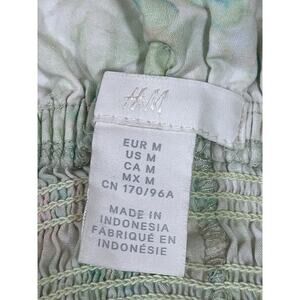 H&M
EUR M
US M
CA M
MX M
CN 170/96A
MADE IN
INDONESIA
FABRIQUÉ EN
INDONÉSIE